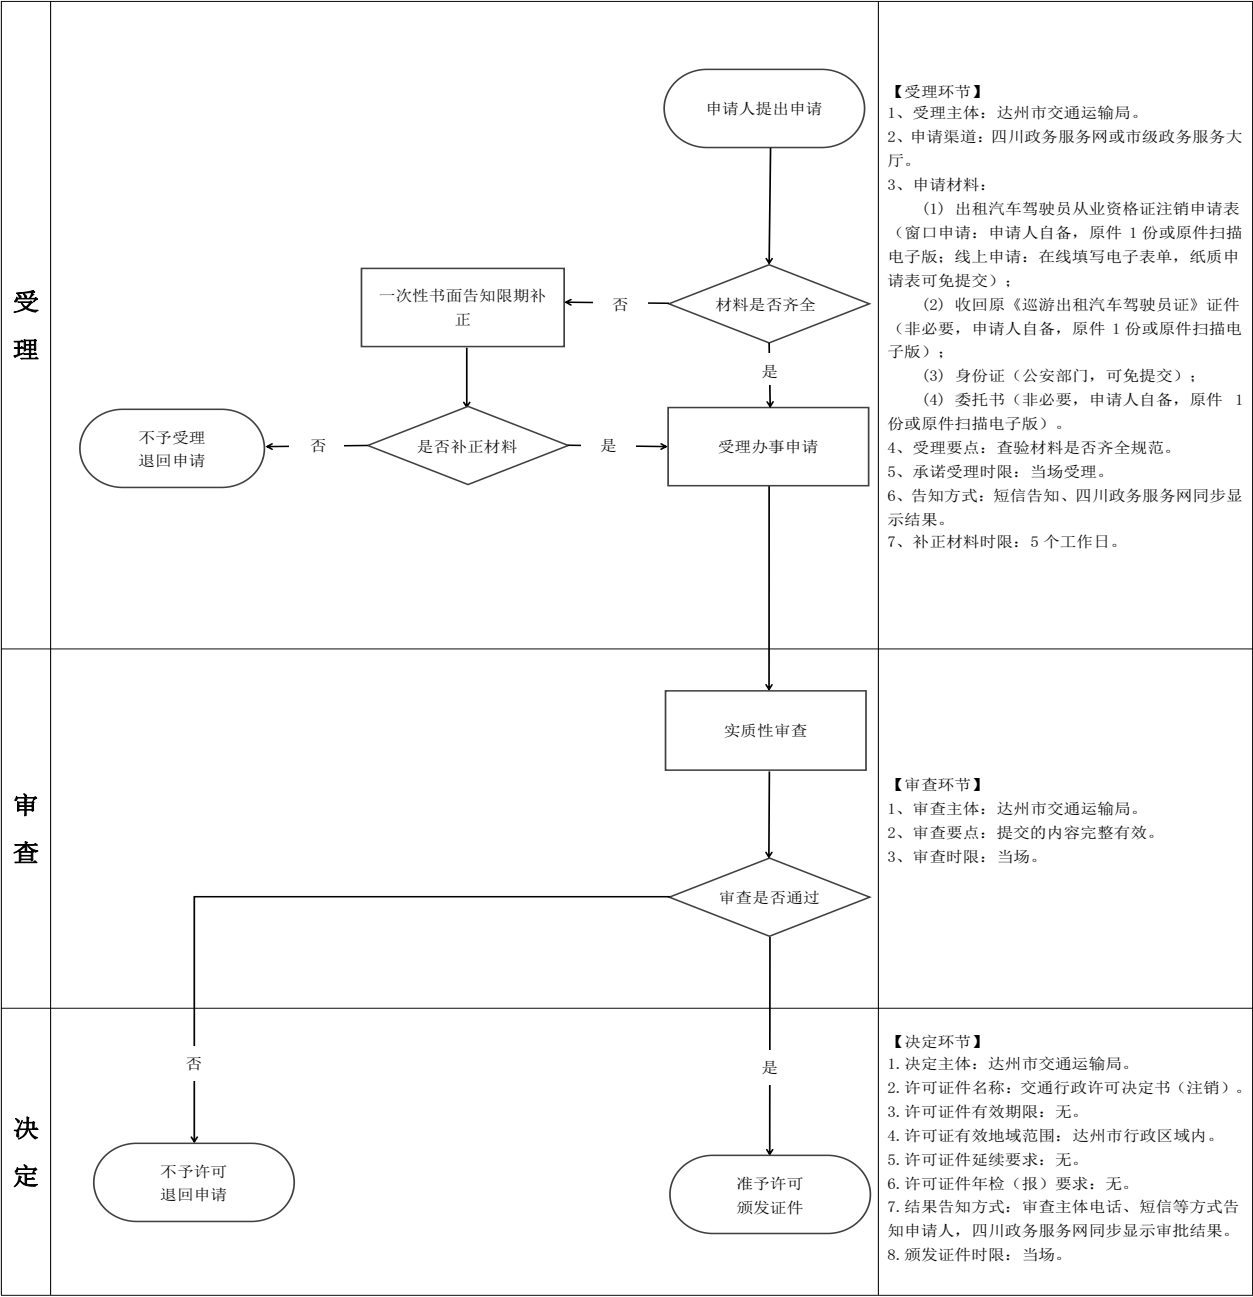 受
理
申请人提出申请
材料是否齐全
否
一次性书面告知限期补
正
是
是否补正材料
否
不予受理
退回申请
是
受理办事申请
【受理环节】
1、受理主体：达州市交通运输局。
2、申请渠道：四川政务服务网或市级政务服务大
厅。
3、申请材料：
（1）出租汽车驾驶员从业资格证注销申请表
（窗口申请：申请人自备，原件 1 份或原件扫描
电子版；线上申请：在线填写电子表单，纸质申
请表可免提交）；
（2）收回原《巡游出租汽车驾驶员证》证件
（非必要，申请人自备，原件 1 份或原件扫描电
子版）；
（3）身份证（公安部门，可免提交）；
（4）委托书（非必要，申请人自备，原件 1
份或原件扫描电子版）。
4、受理要点：查验材料是否齐全规范。
5、承诺受理时限：当场受理。
6、告知方式：短信告知、四川政务服务网同步显
示结果。
7、补正材料时限：5 个工作日。
审
查
实质性审查
审查是否通过
【审查环节】
1、审查主体：达州市交通运输局。
2、审查要点：提交的内容完整有效。
3、审查时限：当场。
决
定
否
不予许可
退回申请
是
准予许可
颁发证件
【决定环节】
1.决定主体：达州市交通运输局。
2.许可证件名称：交通行政许可决定书（注销）。
3.许可证件有效期限：无。
4.许可证有效地域范围：达州市行政区域内。
5.许可证件延续要求：无。
6.许可证件年检（报）要求：无。
7.结果告知方式：审查主体电话、短信等方式告
知申请人，四川政务服务网同步显示审批结果。
8.颁发证件时限：当场。